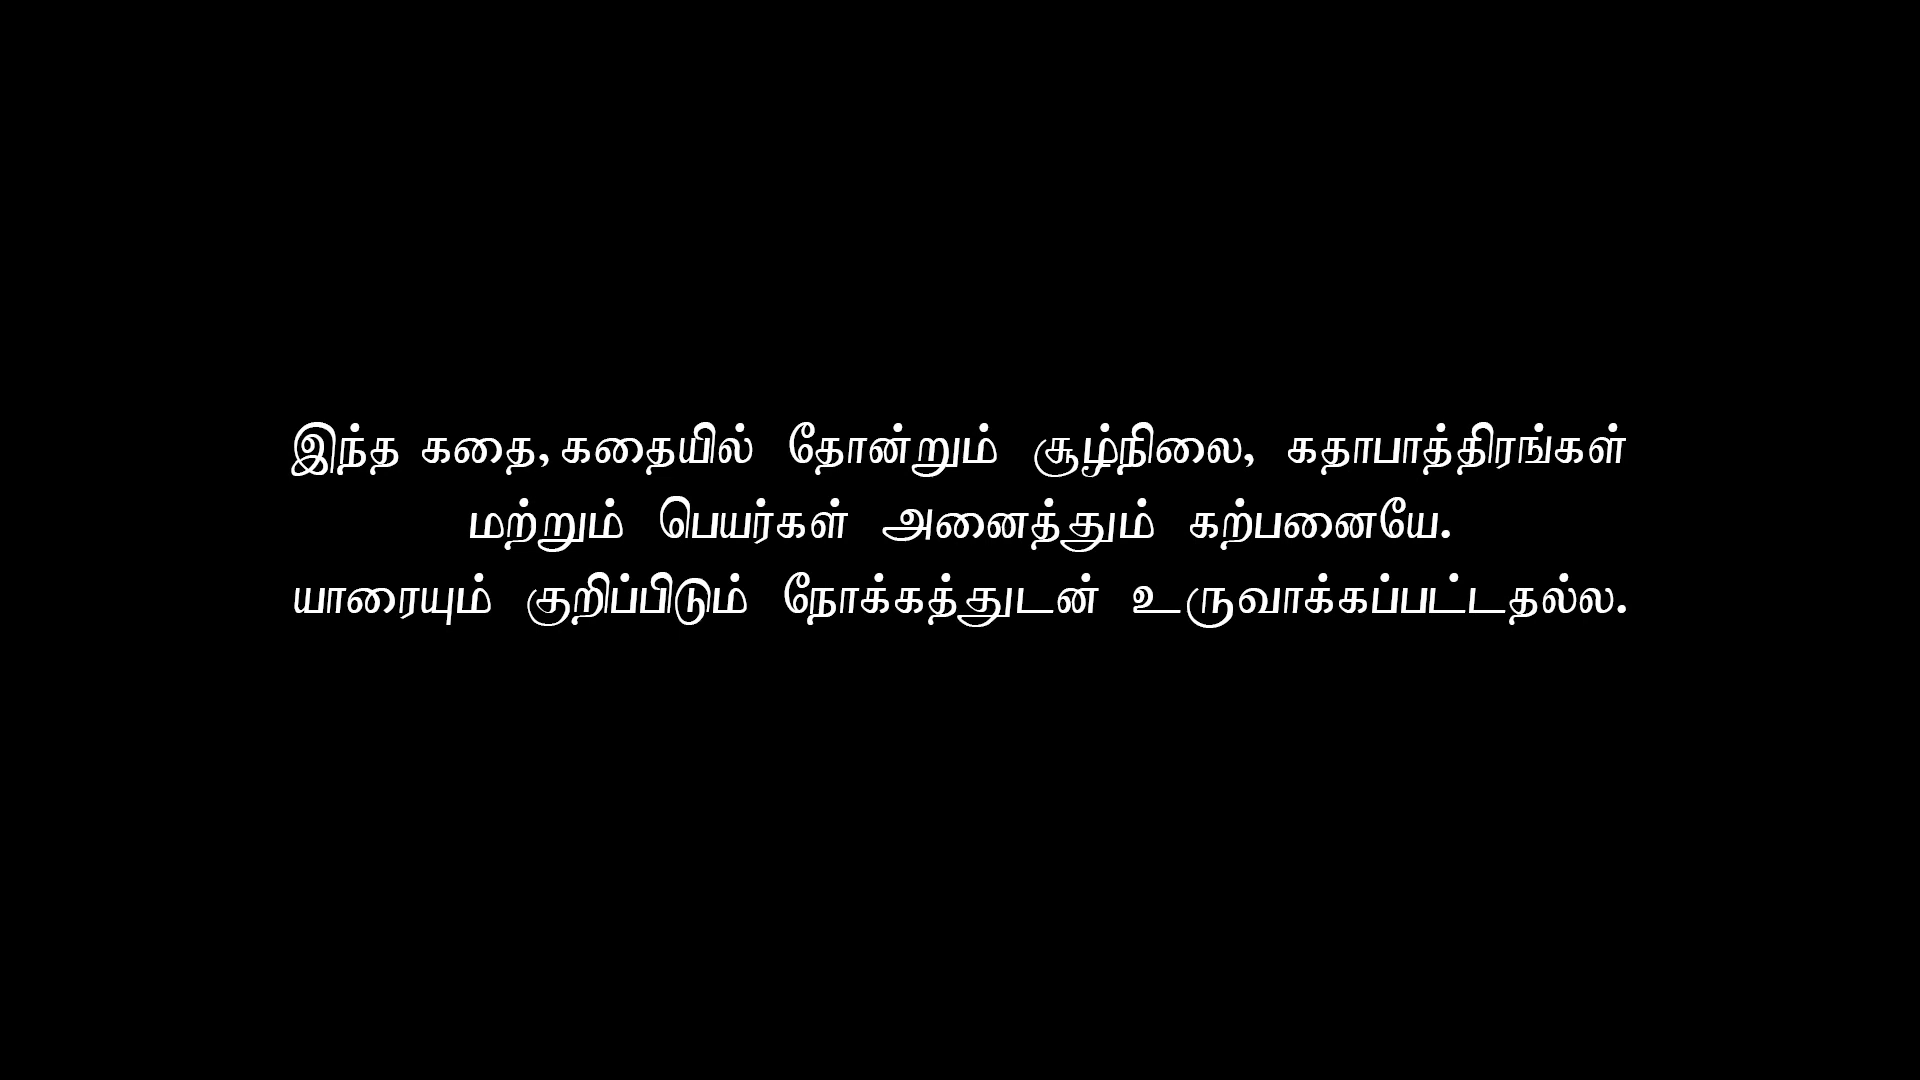 இந்த கதை, கதையில் தோன்றும் சூழ்நிலை, கதாபாத்திரங்கள்
மற்றும் பெயர்கள் அனைத்தும் கற்பனையே.
யாரையும் குறிப்பிடும் நோக்கத்துடன் உருவாக்கப்பட்டதல்ல.